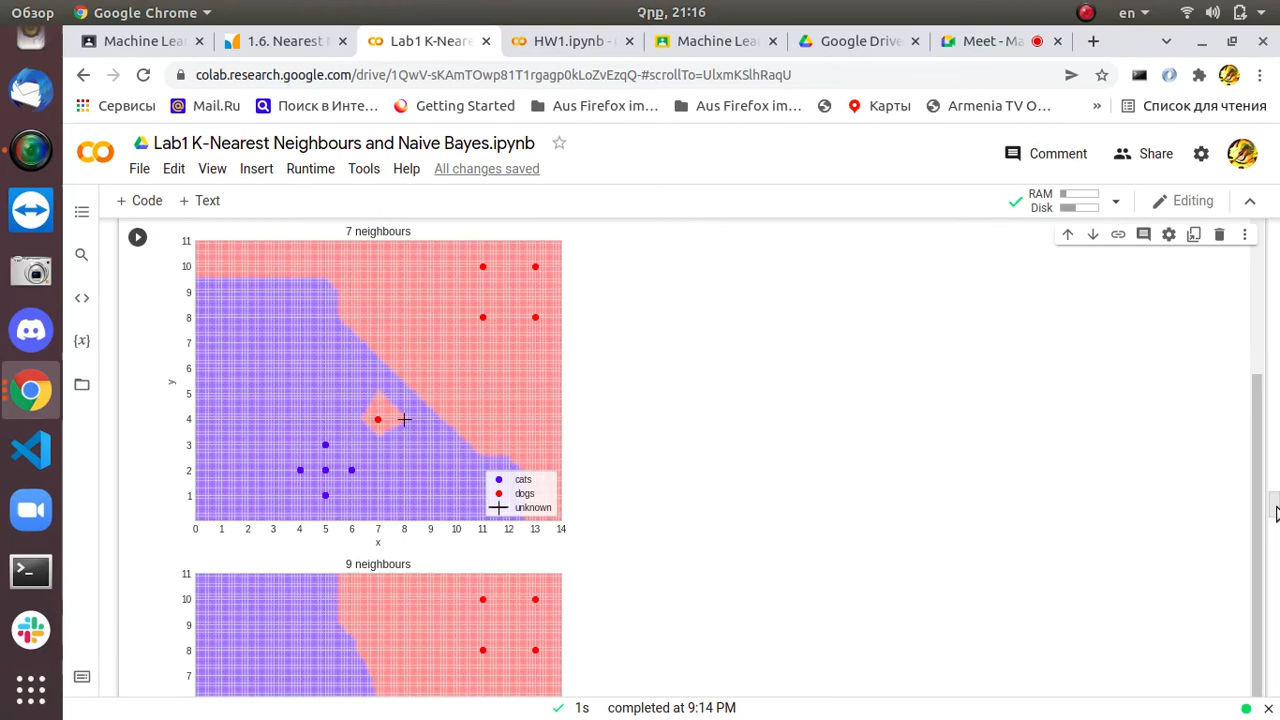 Обзор
Google Chrome
Չրք, 21:16
en
Machine Lear
1.6. Nearest N
Lab1 K-Neare
HW1.ipynb - C
Machine Lear
Google Drive
Meet - Ma
colab.research.google.com/drive/1QwV-sKAmTOwp81T1rgagp0kLoZvEzqQ-#scrollTo=UlxmKSlhRaqU
Сервисы
Mail.Ru
Поиск в Инте...
Getting Started
Aus Firefox im...
Aus Firefox im...
Карты
Armenia TV O...
»
Список для чтения
Lab1 K-Nearest Neighbours and Naive Bayes.ipynb
File Edit View Insert Runtime Tools Help All changes saved
Comment
Share
+ Code + Text
RAM
Disk
Editing
7 neighbours
11
10
9
8
7
6
5
4
3
2
1
y
cats
dogs
unknown
0 1 2 3 4 5 6 7 8 9 10 11 12 13 14
x
9 neighbours
11
10
9
8
7
1s completed at 9:14 PM